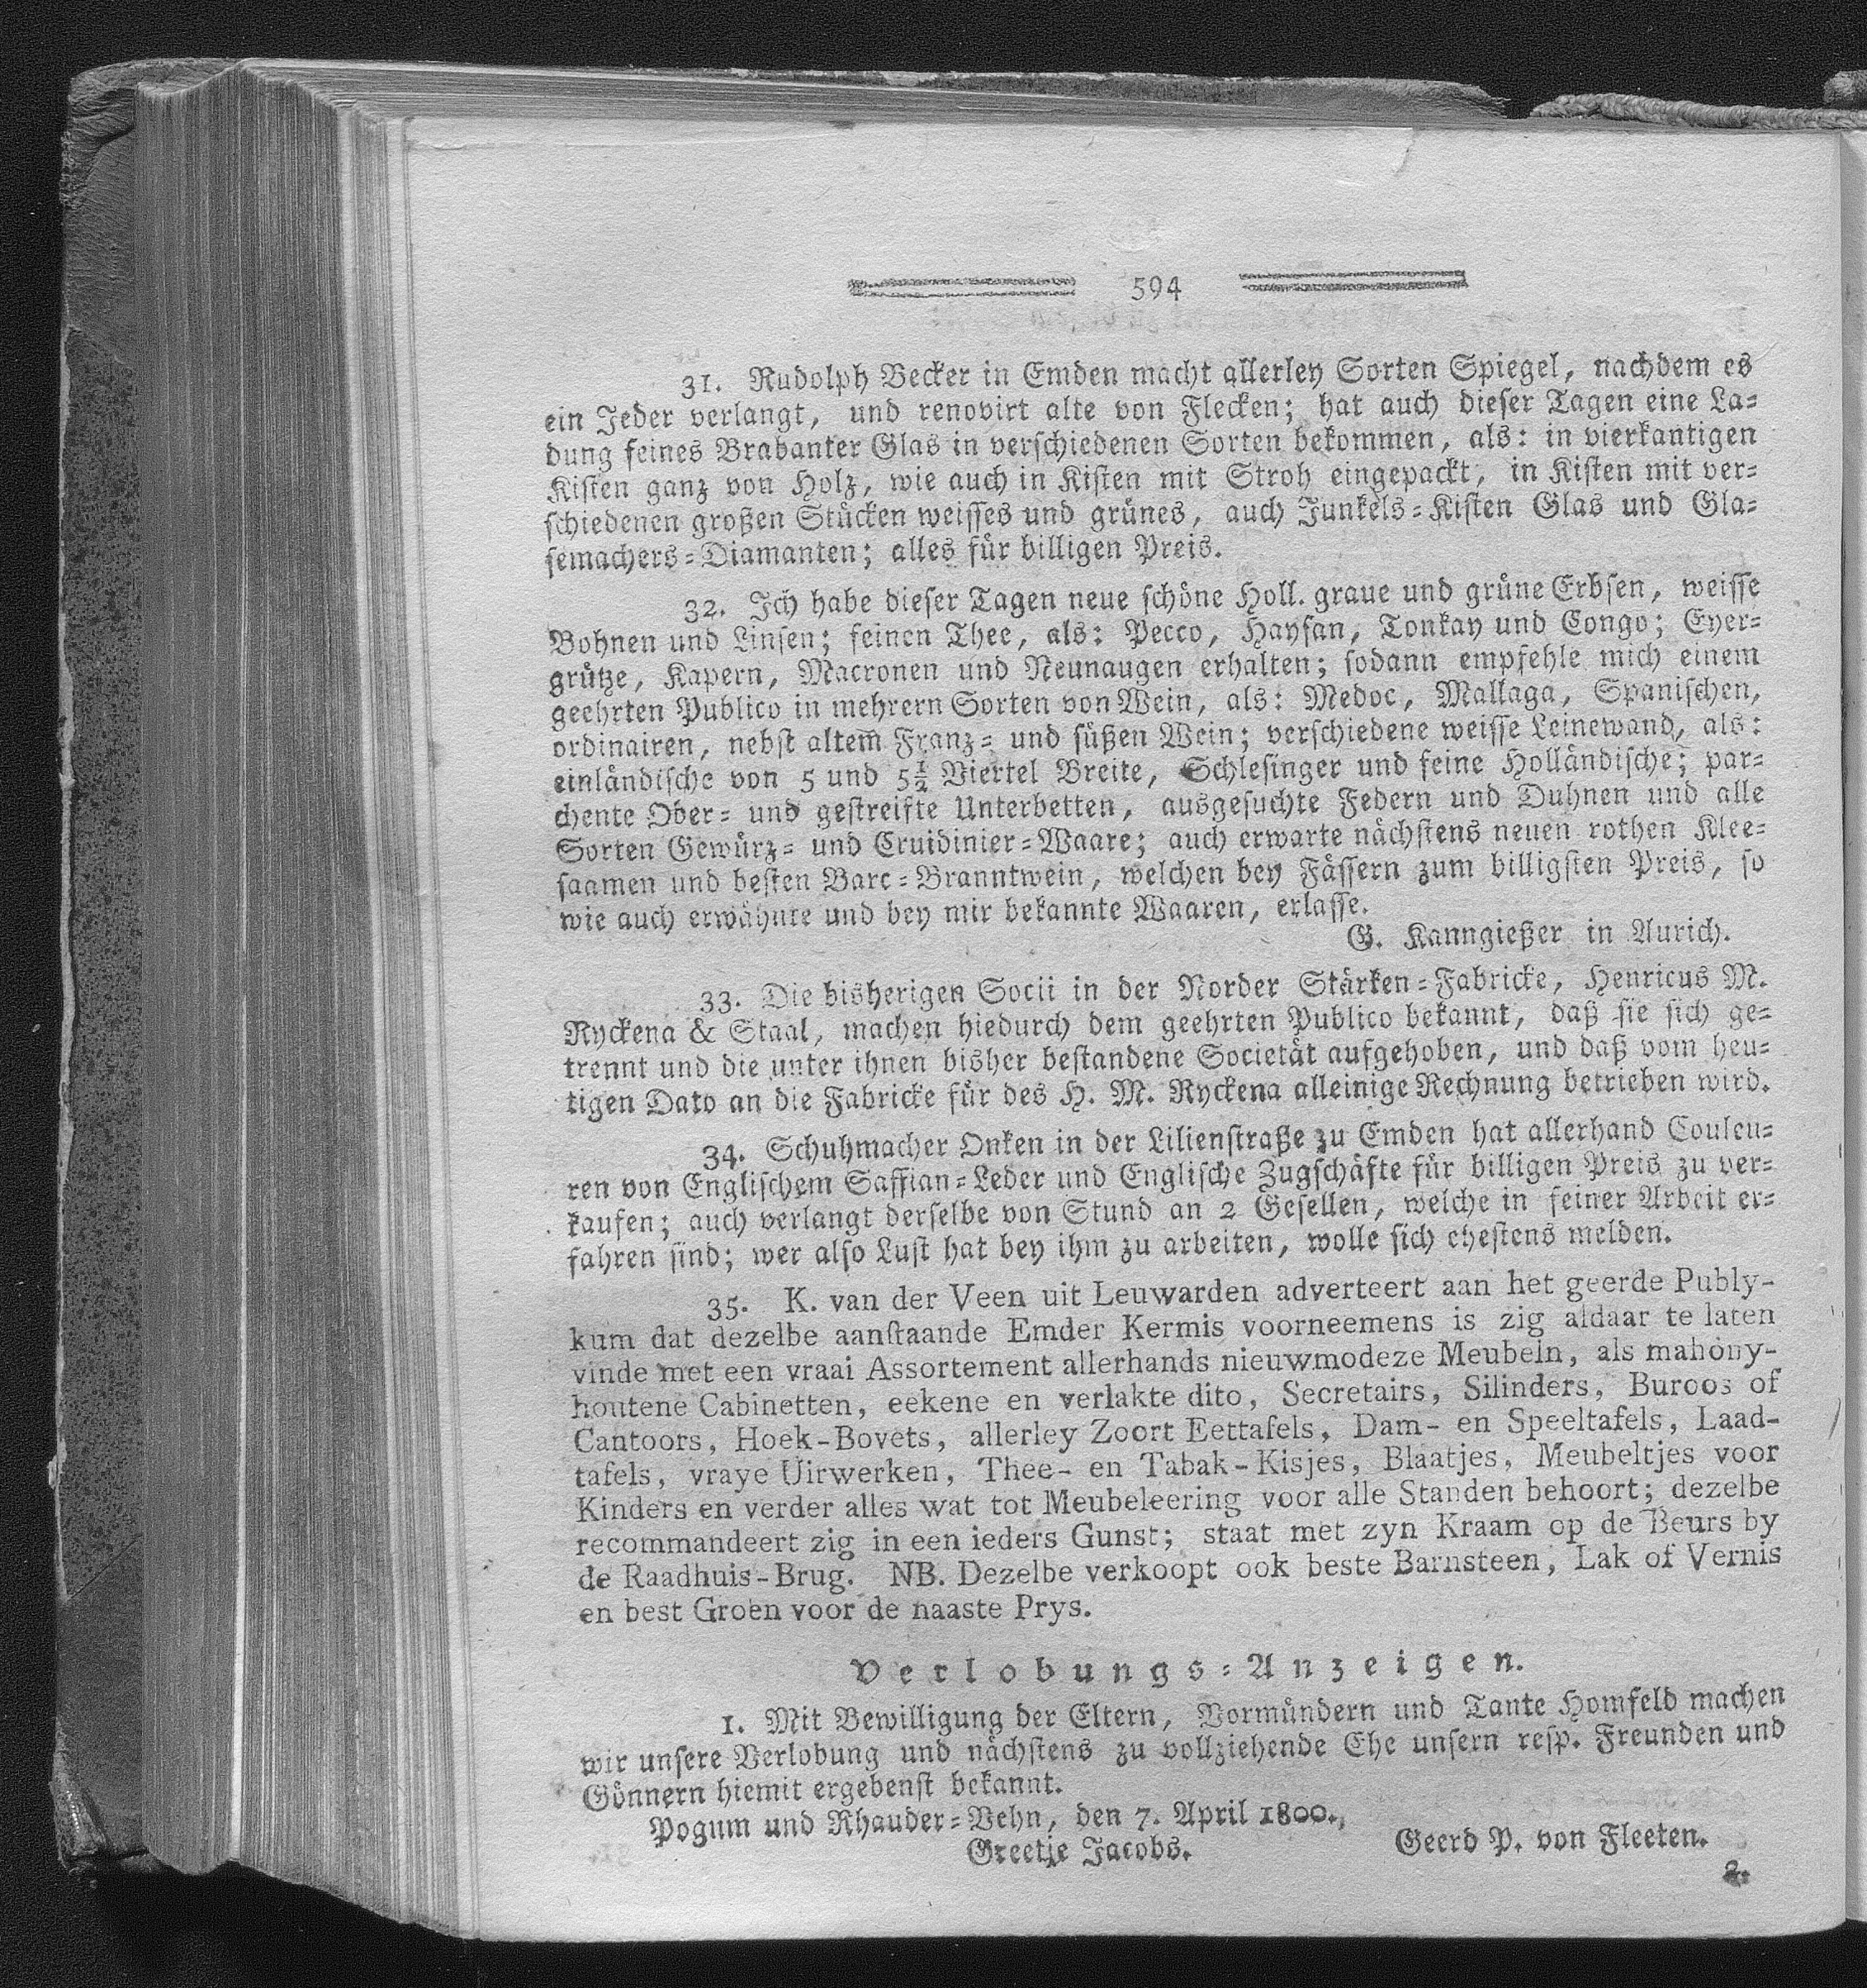 594
31. Rudolph Becker in Emden macht allerley Sorten Spiegel, nachdem es
ein Jeder verlangt, und renovirt alte von Flecken; hat auch dieser Tagen eine La-
dung feines Brabanter Glas in verschiedenen Sorten bekommen, als: in vierkantigen
Kisten ganz von Holz, wie auch in Kisten mit Stroh eingepackt, in Kisten mit ver-
schiedenen großen Stücken weisses und grünes, auch Junkels-Kisten Glas und Gla-
semachers-Diamanten; alles für billigen Preis.
32. Ich habe dieser Tagen neue schöne Holl. graue und grüne Erbsen, weisse
Bohnen und Linsen; feinen Thee, als: Pecco, Haysan, Tonkay und Congo; Eyer-
grütze, Kapern, Macronen und Neunaugen erhalten; sodann empfehle mich einem
geehrten Publico in mehrern Sorten von Wein, als: Medoc, Mallaga, Spanischen,
ordinairen, nebst altem Franz- und süßen Wein; verschiedene weisse Leinewand, als:
einländische von 5 und 5½ Viertel Breite, Schlesinger und feine Holländische; par-
chente Ober- und gestreifte Unterbetten, ausgesuchte Federn und Duhnen und alle
Sorten Gewürz- und Cruidinier-Waare; auch erwarte nächstens neuen rothen Klee-
saamen und besten Barc-Branntwein, welchen bey Fässern zum billigsten Preis, so
wie auch erwähnte und bey mir bekannte Waaren, erlasse.
G. Kanngießer in Aurich.
33. Die bisherigen Socii in der Norder Stärken-Fabricke, Henricus M.
Ryckena & Staal, machen hiedurch dem geehrten Publico bekannt, daß sie sich ge-
trennt und die unter ihnen bisher bestandene Societät aufgehoben, und daß vom heu-
tigen Dato an die Fabricke für des H. M. Ryckena alleinige Rechnung betrieben wird.
34. Schuhmacher Onken in der Lilienstraße zu Emden hat allerhand Couleu-
ren von Englischem Saffian-Leder und Englische Zugschäfte für billigen Preis zu ver-
kaufen; auch verlangt derselbe von Stund an 2 Gesellen, welche in feiner Arbeit er-
fahren sind; wer also Lust hat bey ihm zu arbeiten, wolle sich ehestens melden.
35. K. van der Veen uit Leuwarden adverteert aan het geerde Publy-
kum dat dezelbe aanstaande Emder Kermis voorneemens is zig aldaar te laten
vinde met een vraai Assortement allerhands nieuwmodeze Meubeln, als mahony-
houtene Cabinetten, eekene en verlakte dito, Secretairs, Silinders, Buroos of
Cantoors, Hoek-Bovets, allerley Zoort Eettafels, Dam- en Speeltafels, Laad-
tafels, vraye Uirwerken, Thee- en Tabak-Kisjes, Blaatjes, Meubeltjes voor
Kinders en verder alles wat tot Meubeleering voor alle Standen behoort; dezelbe
recommandeert zig in een ieders Gunst; staat met zyn Kraam op de Beurs by
de Raadhuis-Brug. NB. Dezelbe verkoopt ook beste Barnsteen, Lak of Vernis
en best Groen voor de naaste Prys.
Verlobungs-Anzeigen.
1. Mit Bewilligung der Eltern, Vormündern und Tante Homfeld machen
wir unsere Verlobung und nächstens zu vollziehende Ehe unsern resp. Freunden und
Gönnern hiemit ergebenst bekannt.
Pogum und Rhauder-Vehn, den 7. April 1800.,
Greetje Jacobs. Geerd P. von Fleeten.
2.